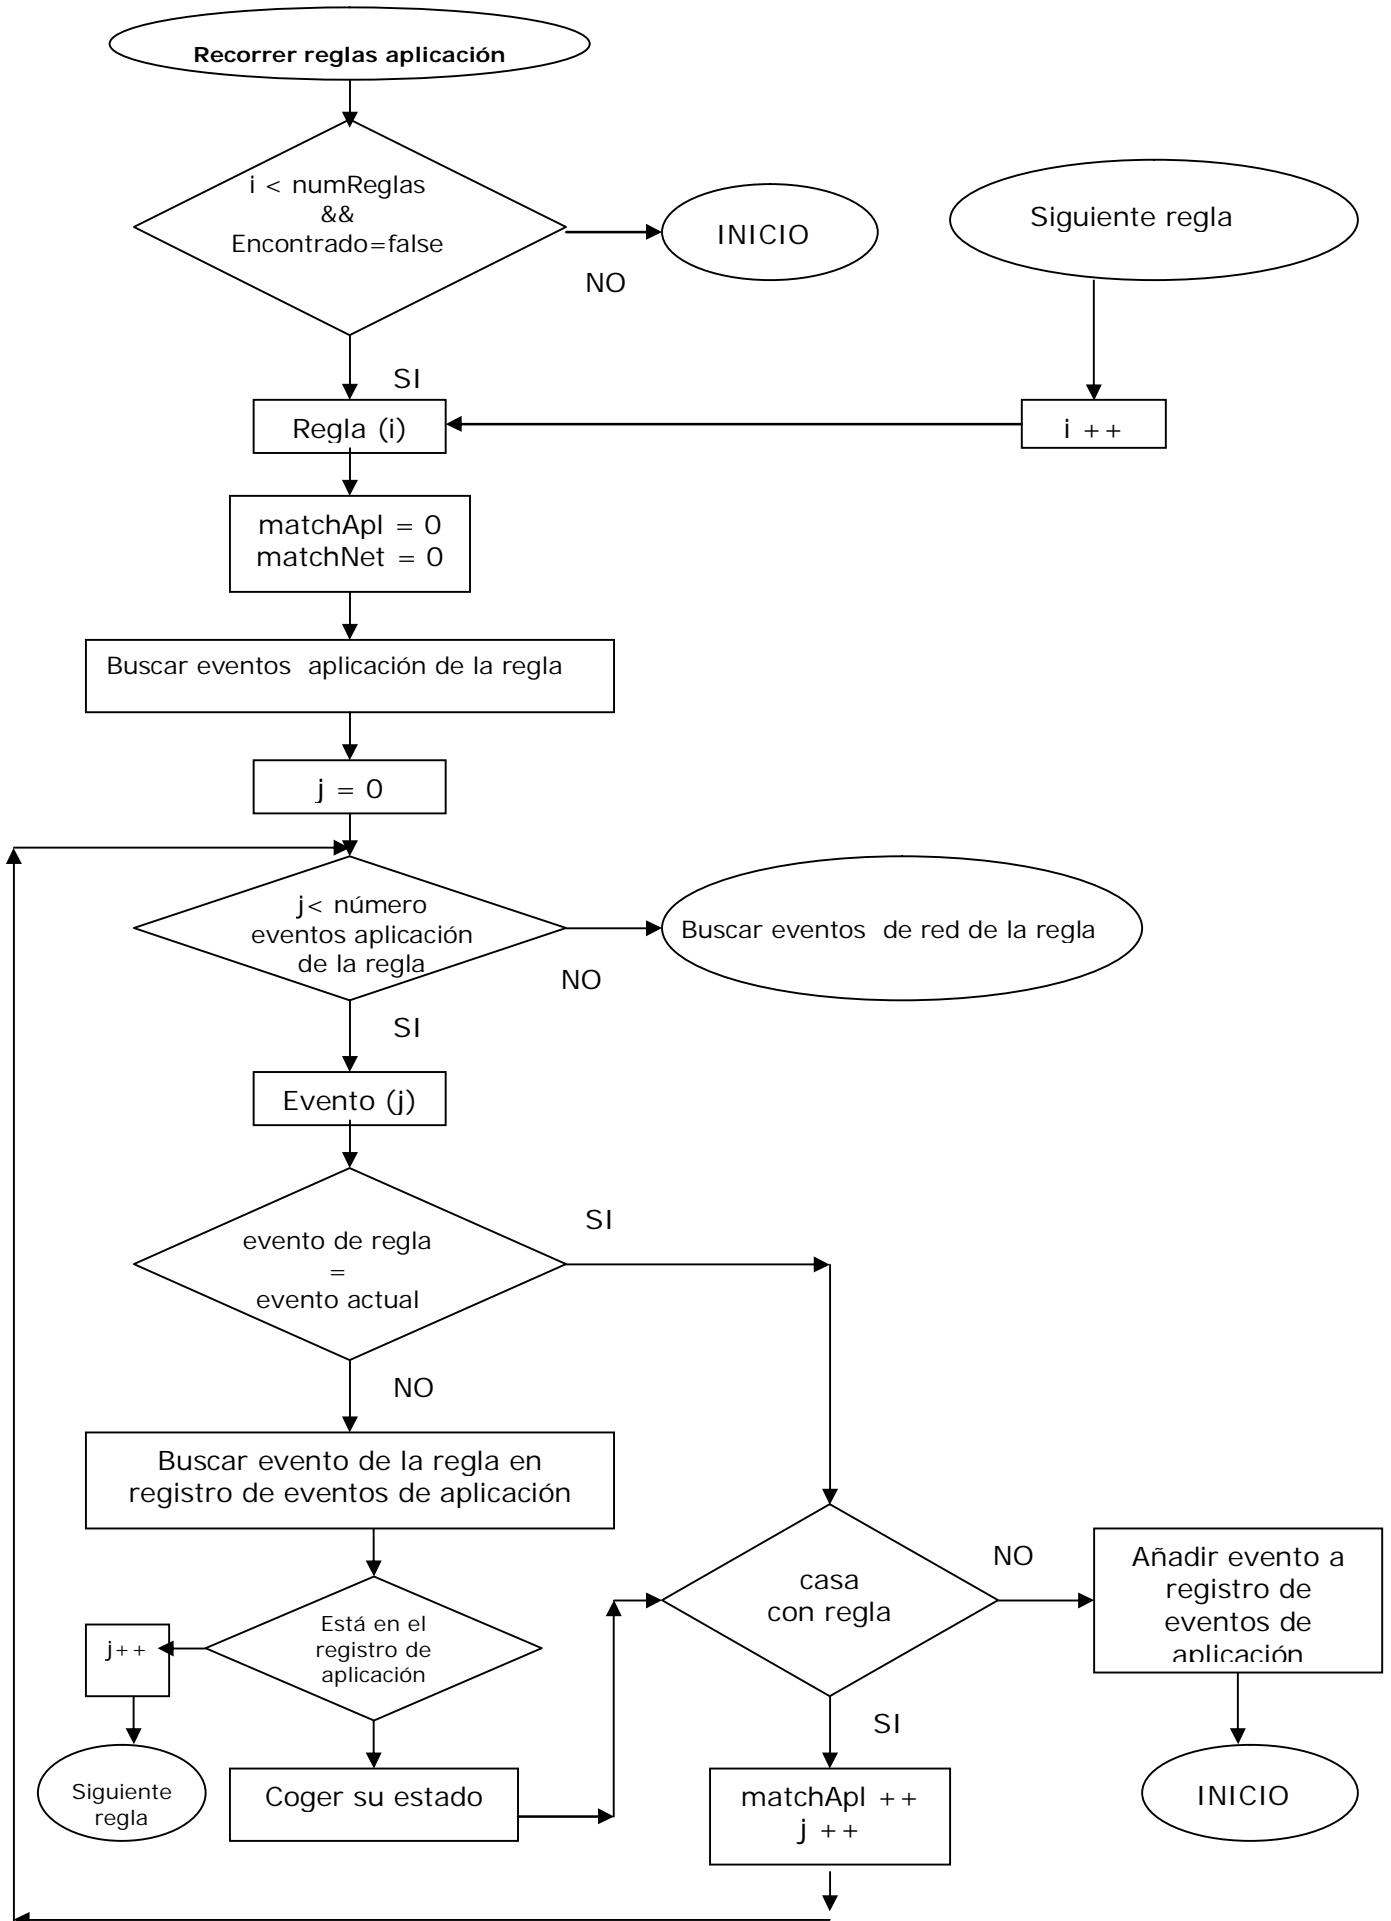 Recorrer reglas aplicación
i < numReglas
&&
Encontrado=false
INICIO
NO
Siguiente regla
SI
Regla (i)
i ++
matchApl = 0
matchNet = 0
Buscar eventos  aplicación de la regla
j = 0
j< número
eventos aplicación
de la regla
NO
Buscar eventos  de red de la regla
SI
Evento (j)
evento de regla
=
evento actual
SI
NO
Buscar evento de la regla en
registro de eventos de aplicación
casa
con regla
NO
Añadir evento a
registro de
eventos de
aplicación
Está en el
registro de
aplicación
j++
SI
Siguiente
regla
Coger su estado
matchApl ++
j ++
INICIO